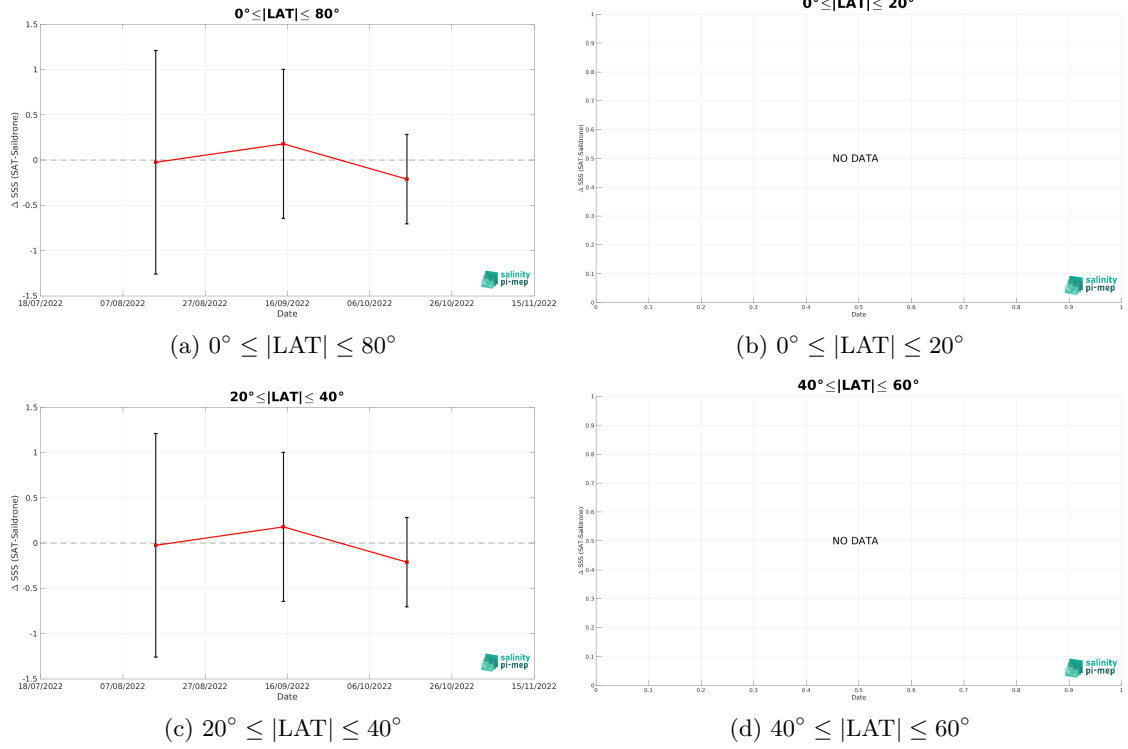 0°≤|LAT|≤ 80°
1.5
1
0.5
0
-0.5
-1
-1.5
Δ SSS (SAT-Saildrone)
18/07/2022 07/08/2022 27/08/2022 16/09/2022 06/10/2022 26/10/2022 15/11/2022
Date
salinity
pi-mep
(a) 0° ≤ |LAT| ≤ 80°
0°≤|LAT|≤ 20°
1
0.9
0.8
0.7
0.6
0.5
0.4
0.3
0.2
0.1
0
Δ SSS (SAT-Saildrone)
NO DATA
0 0.1 0.2 0.3 0.4 0.5 0.6 0.7 0.8 0.9 1
Date
salinity
pi-mep
(b) 0° ≤ |LAT| ≤ 20°
20°≤|LAT|≤ 40°
1.5
1
0.5
0
-0.5
-1
-1.5
Δ SSS (SAT-Saildrone)
18/07/2022 07/08/2022 27/08/2022 16/09/2022 06/10/2022 26/10/2022 15/11/2022
Date
salinity
pi-mep
(c) 20° ≤ |LAT| ≤ 40°
40°≤|LAT|≤ 60°
1
0.9
0.8
0.7
0.6
0.5
0.4
0.3
0.2
0.1
0
Δ SSS (SAT-Saildrone)
NO DATA
0 0.1 0.2 0.3 0.4 0.5 0.6 0.7 0.8 0.9 1
Date
salinity
pi-mep
(d) 40° ≤ |LAT| ≤ 60°